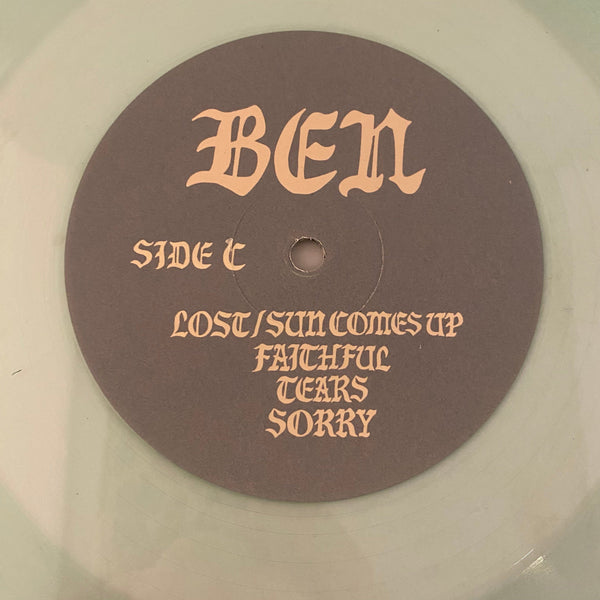 BEN
SIDE C
LOST / SUN COMES UP
FAITHFUL
TEARS
SORRY